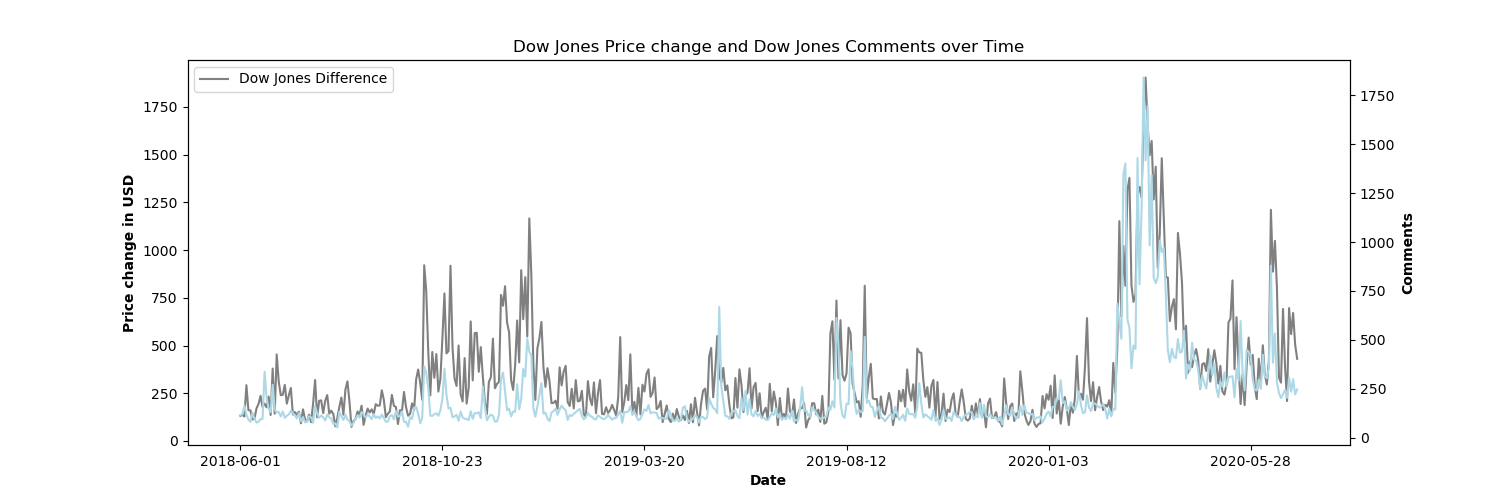 Dow Jones Price change and Dow Jones Comments over Time
Dow Jones Difference
Price change in USD
1750
1500
1250
1000
750
500
250
0
1750
1500
1250
1000
750
500
250
0
Comments
2018-06-01 2018-10-23 2019-03-20 2019-08-12 2020-01-03 2020-05-28
Date